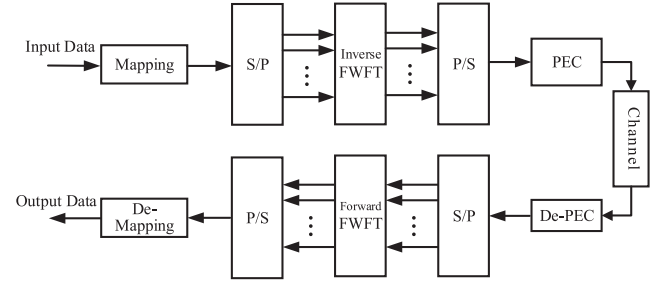 Input Data
Mapping
S/P
Inverse
FWFT
P/S
PEC
Channel
Output Data
De-
Mapping
P/S
Forward
FWFT
S/P
De-PEC